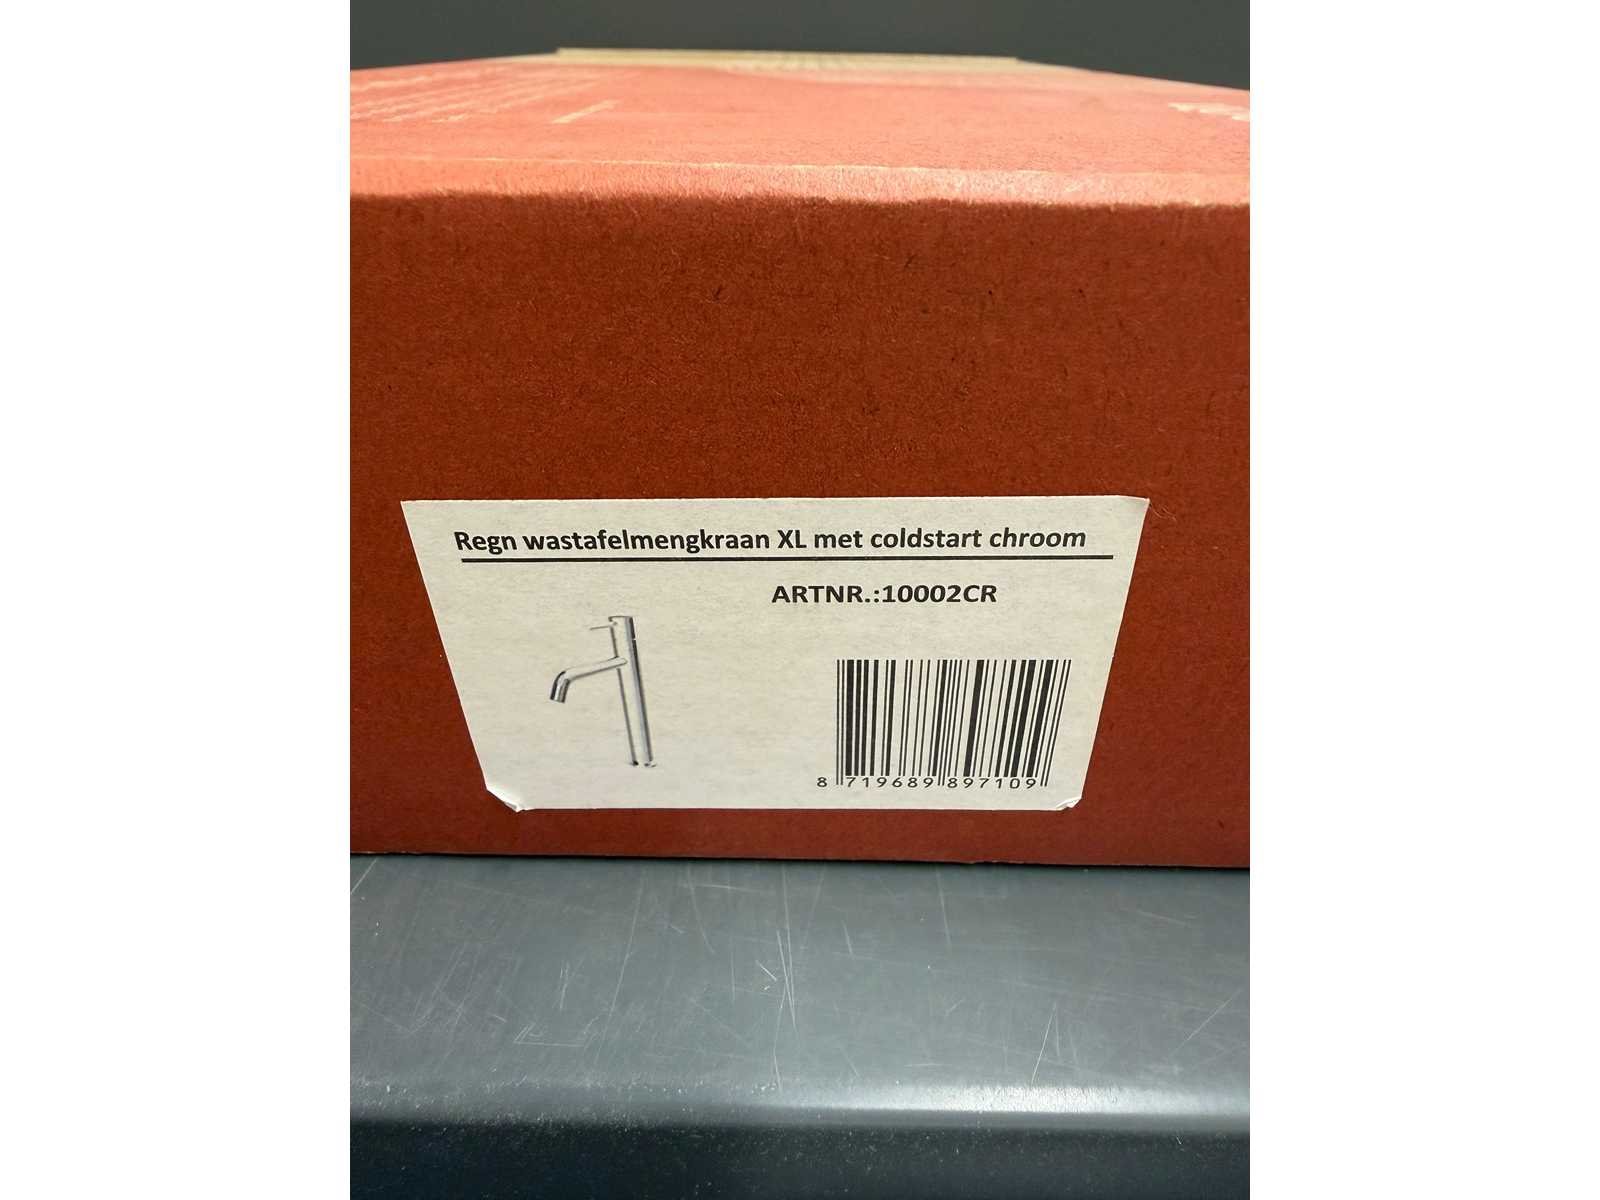 Regn wastafelmengkraan XL met coldstart chroom
ARTNR.:10002CR
8 719689 897109